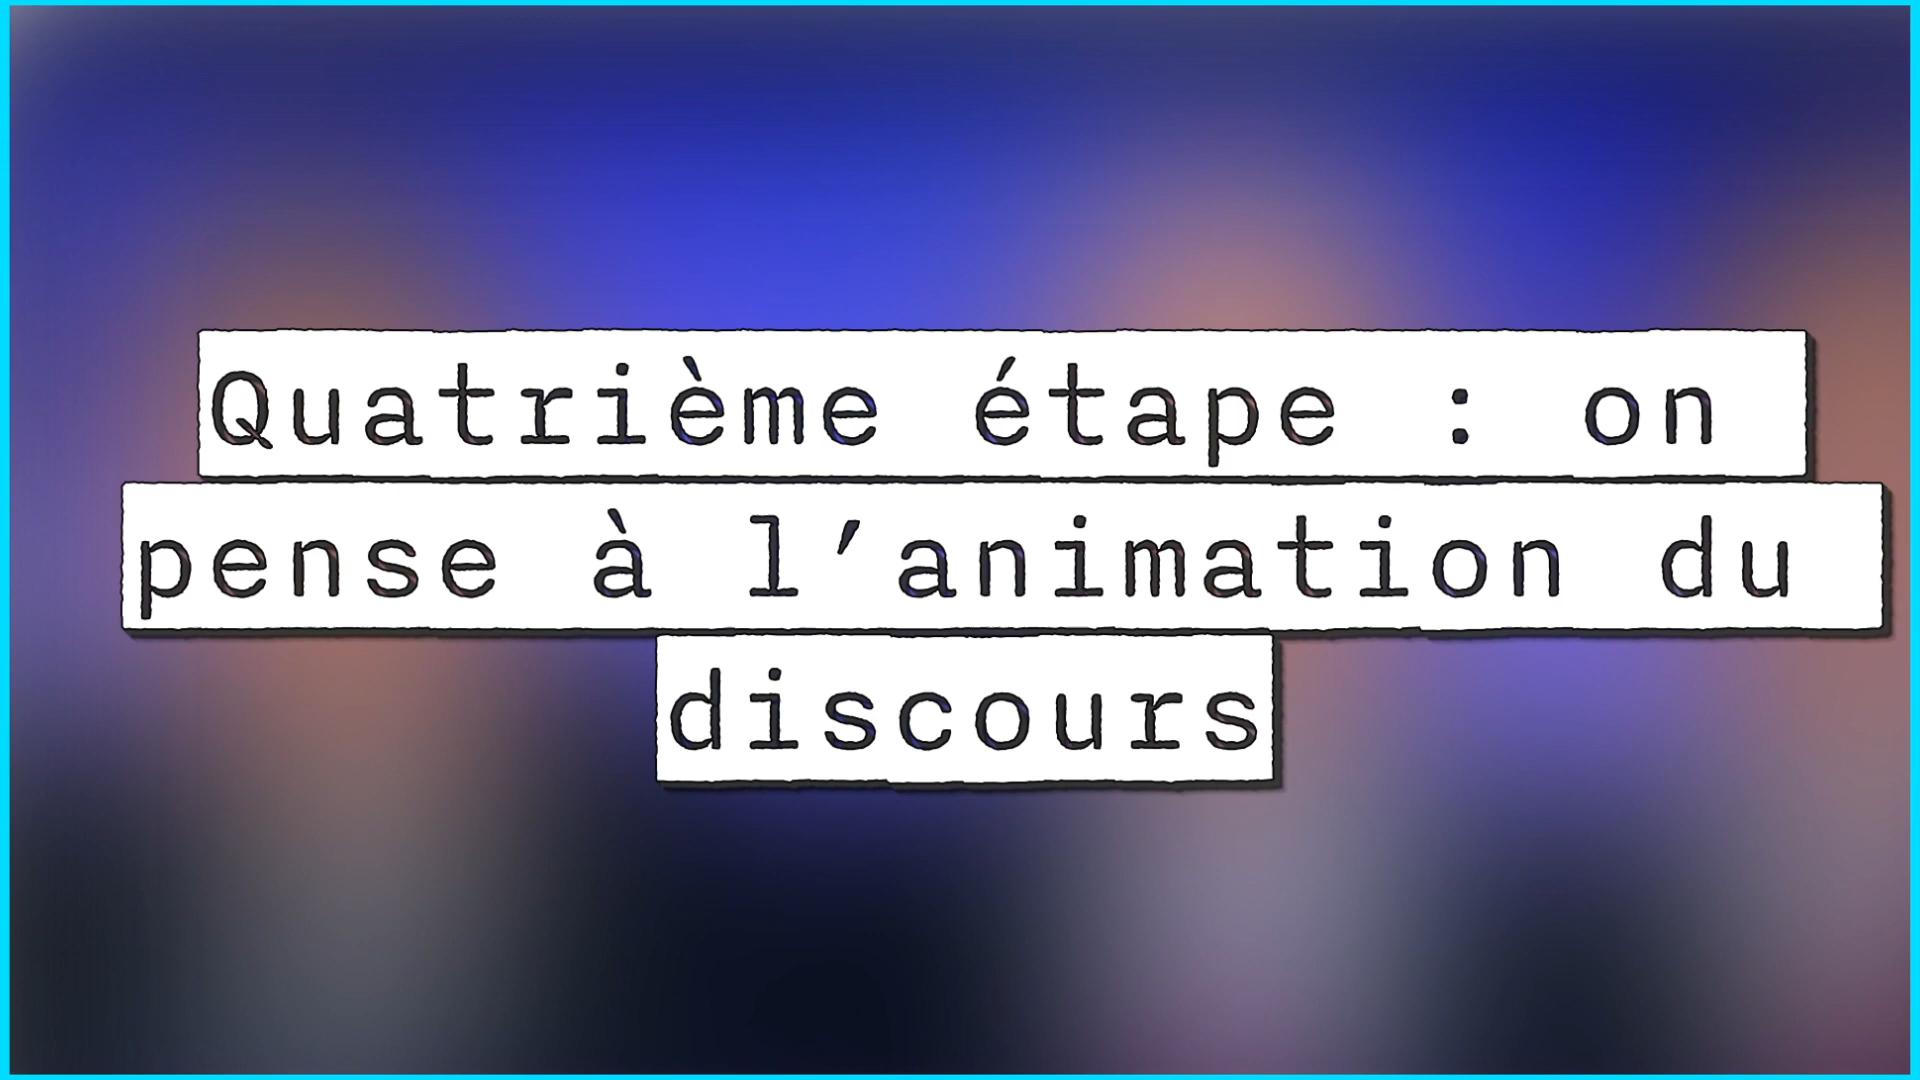 Quatrième étape : on
pense à l’animation du
discours